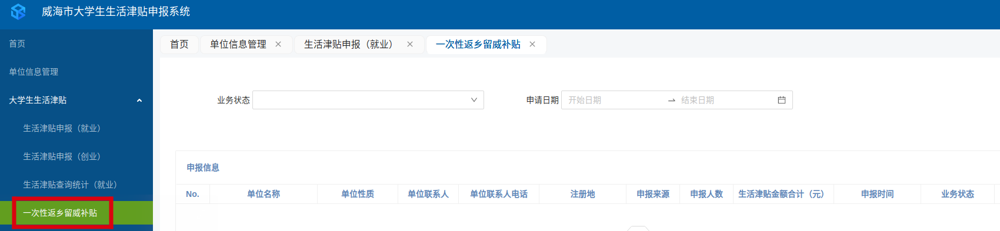 威海市大学生生活津贴申报系统
首页
单位信息管理
大学生生活津贴
生活津贴申报（就业）
生活津贴申报（创业）
生活津贴查询统计（就业）
一次性返乡留威补贴
首页 单位信息管理 生活津贴申报（就业） 一次性返乡留威补贴
业务状态 申请日期 开始日期 结束日期
申报信息
No. 单位名称 单位性质 单位联系人 单位联系人电话 注册地 申报来源 申报人数 生活津贴金额合计（元） 申报时间 业务状态